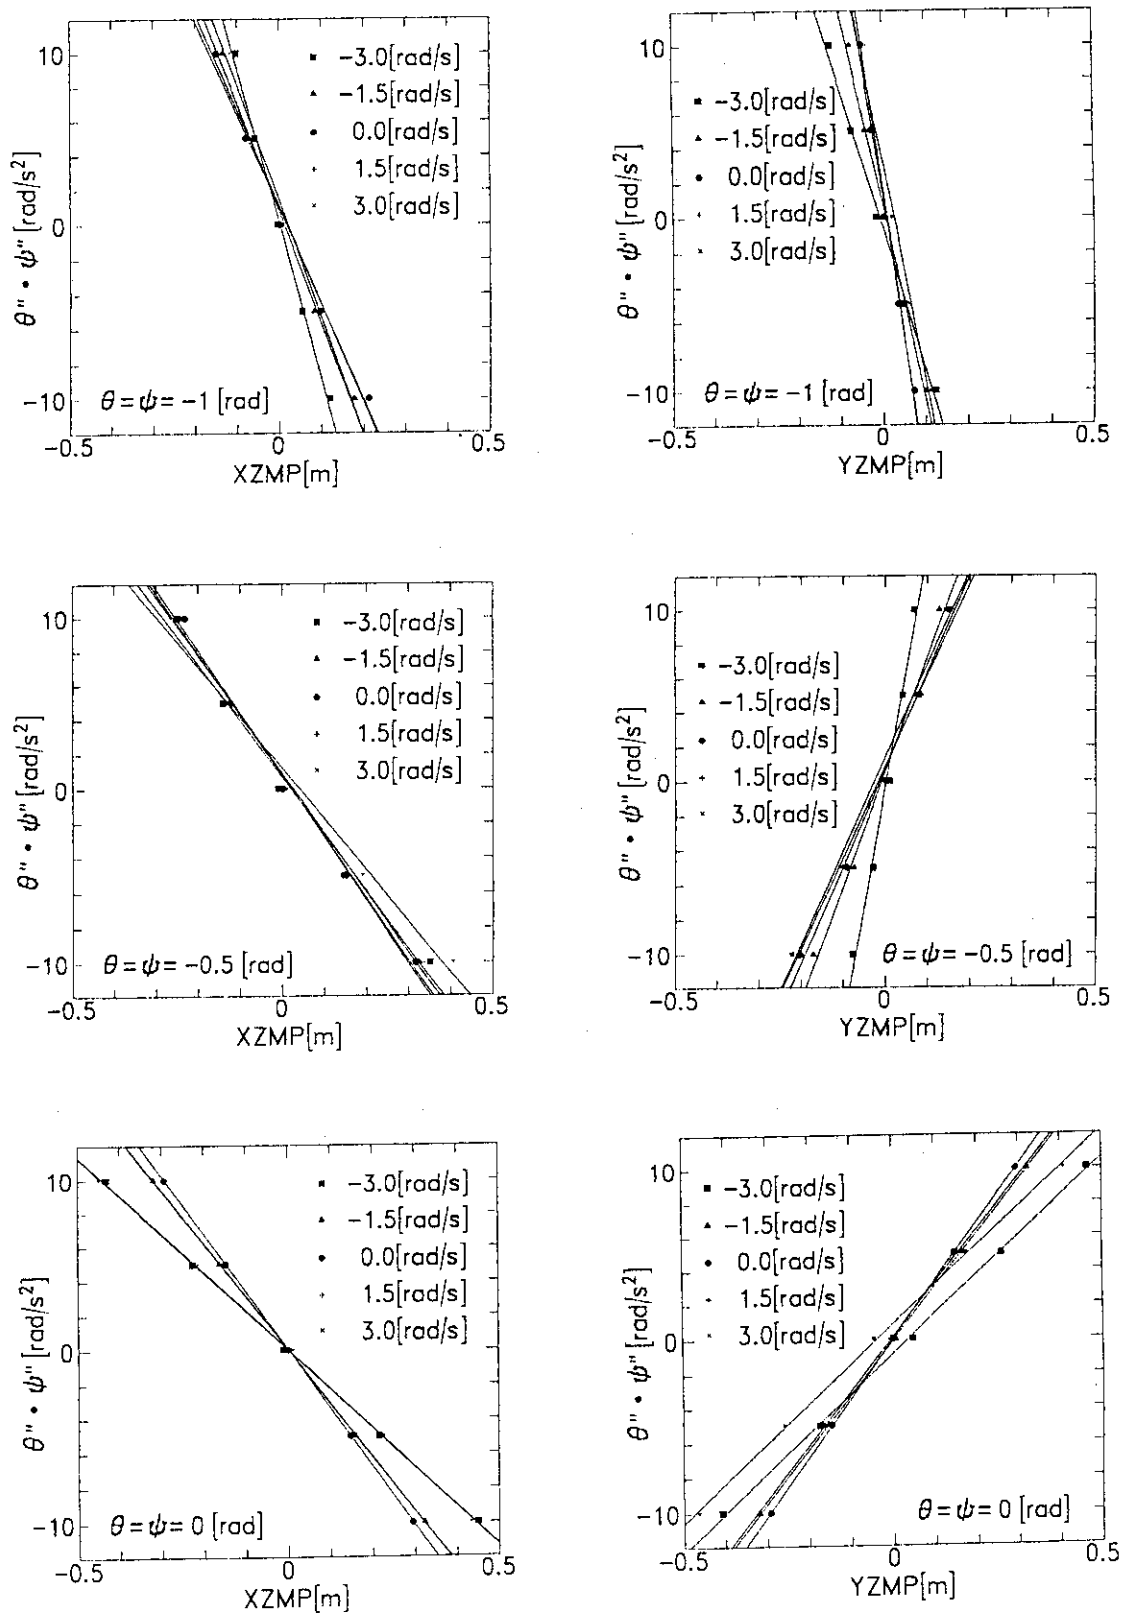 10
0
-10
θ'' • ψ'' [rad/s²]
-3.0[rad/s]
-1.5[rad/s]
0.0[rad/s]
1.5[rad/s]
3.0[rad/s]
θ = ψ = -1 [rad]
-0.5
0
0.5
XZMP[m]
10
0
-10
θ'' • ψ'' [rad/s²]
-3.0[rad/s]
-1.5[rad/s]
0.0[rad/s]
1.5[rad/s]
3.0[rad/s]
θ = ψ = -1 [rad]
-0.5
0
0.5
YZMP[m]
10
0
-10
θ'' • ψ'' [rad/s²]
-3.0[rad/s]
-1.5[rad/s]
0.0[rad/s]
1.5[rad/s]
3.0[rad/s]
θ = ψ = -0.5 [rad]
-0.5
0
0.5
XZMP[m]
10
0
-10
θ'' • ψ'' [rad/s²]
-3.0[rad/s]
-1.5[rad/s]
0.0[rad/s]
1.5[rad/s]
3.0[rad/s]
θ = ψ = -0.5 [rad]
-0.5
0
0.5
YZMP[m]
10
0
-10
θ'' • ψ'' [rad/s²]
-3.0[rad/s]
-1.5[rad/s]
0.0[rad/s]
1.5[rad/s]
3.0[rad/s]
θ = ψ = 0 [rad]
-0.5
0
0.5
XZMP[m]
10
0
-10
θ'' • ψ'' [rad/s²]
-3.0[rad/s]
-1.5[rad/s]
0.0[rad/s]
1.5[rad/s]
3.0[rad/s]
θ = ψ = 0 [rad]
-0.5
0
0.5
YZMP[m]